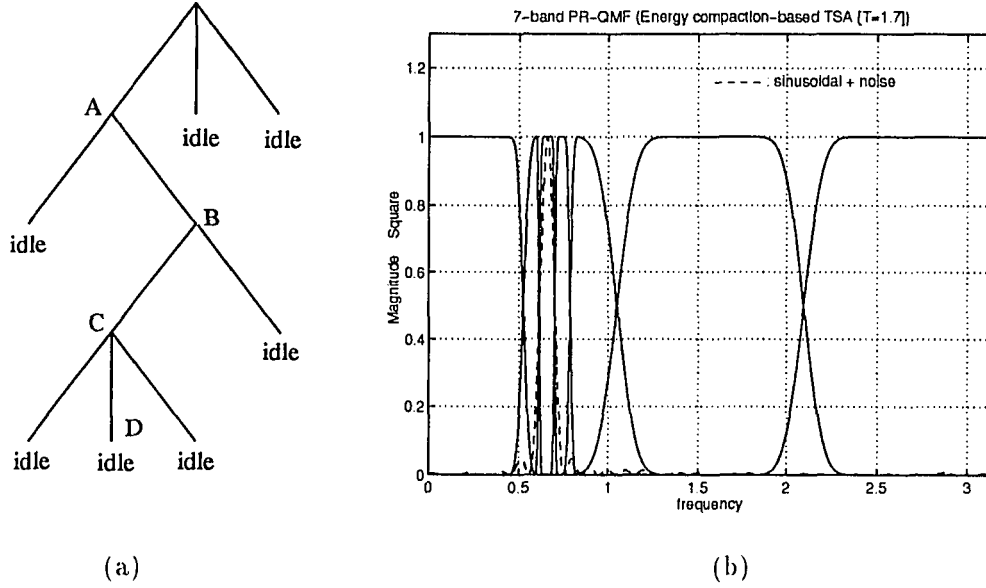 A
idle
idle
B
idle
C
idle
D
idle
idle
idle
(a)
7-band PR-QMF (Energy compaction-based TSA [T=1.7])
sinusoidal + noise
1.2
1
0.8
0.6
0.4
0.2
0
Magnitude Square
0
0.5
1
1.5
2
2.5
3
frequency
(b)